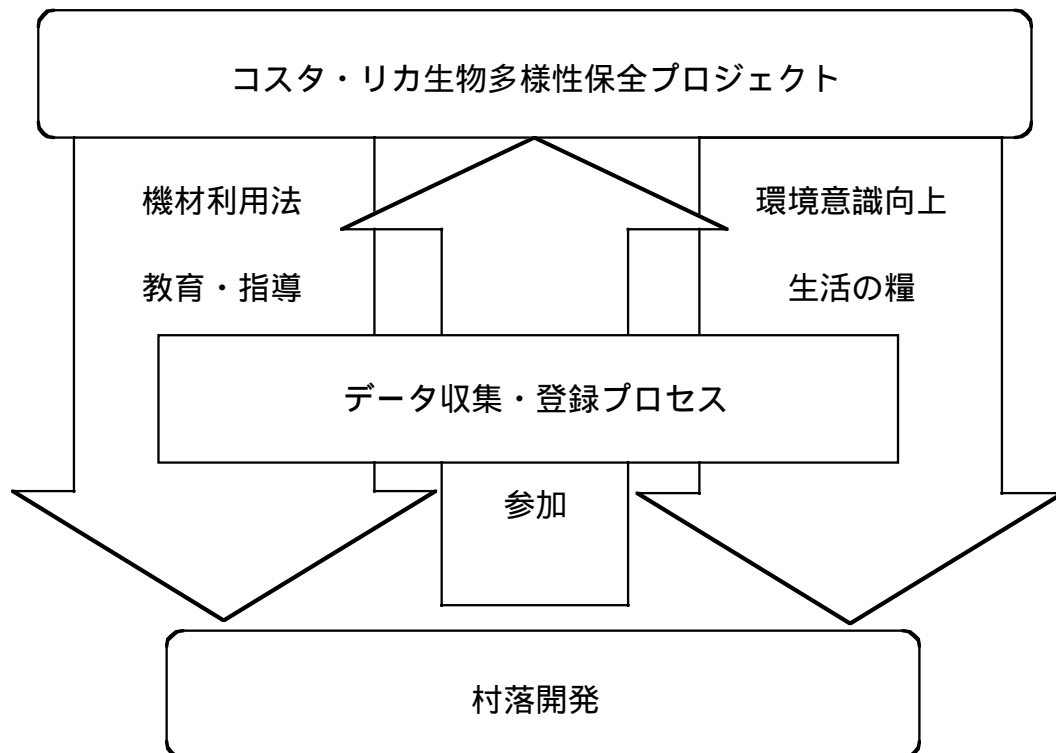 コスタ・リカ生物多様性保全プロジェクト
機材利用法
教育・指導
環境意識向上
生活の糧
データ収集・登録プロセス
参加
村落開発